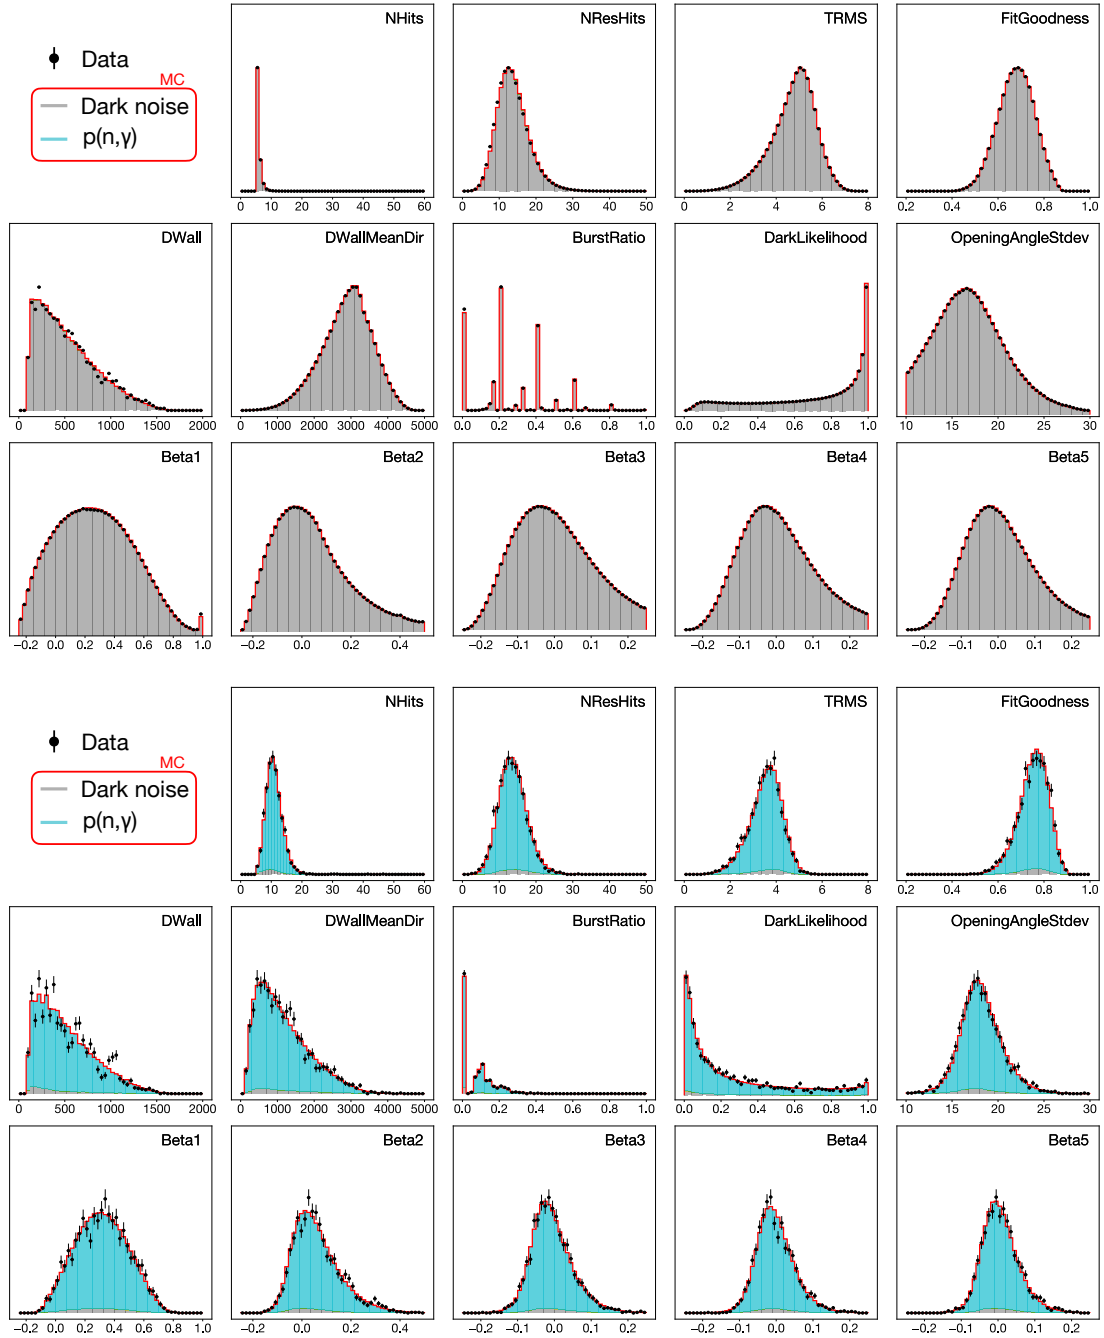 NHits
NResHits
TRMS
FitGoodness
Data
MC
Dark noise
p(n,γ)
0 10 20 30 40 50 60
0 10 20 30 40 50
0 2 4 6 8
0.2 0.4 0.6 0.8 1.0
DWall
DWallMeanDir
BurstRatio
DarkLikelihood
OpeningAngleStdev
0 500 1000 1500 2000
0 1000 2000 3000 4000 5000
0.0 0.2 0.4 0.6 0.8 1.0
0.0 0.2 0.4 0.6 0.8 1.0
10 15 20 25 30
Beta1
Beta2
Beta3
Beta4
Beta5
−0.2 0.0 0.2 0.4 0.6 0.8 1.0
−0.2 0.0 0.2 0.4
−0.2 −0.1 0.0 0.1 0.2
−0.2 −0.1 0.0 0.1 0.2
−0.2 −0.1 0.0 0.1 0.2
NHits
NResHits
TRMS
FitGoodness
Data
MC
Dark noise
p(n,γ)
0 10 20 30 40 50 60
0 10 20 30 40 50
0 2 4 6 8
0.2 0.4 0.6 0.8 1.0
DWall
DWallMeanDir
BurstRatio
DarkLikelihood
OpeningAngleStdev
0 500 1000 1500 2000
0 1000 2000 3000 4000 5000
0.0 0.2 0.4 0.6 0.8 1.0
0.0 0.2 0.4 0.6 0.8 1.0
10 15 20 25 30
Beta1
Beta2
Beta3
Beta4
Beta5
−0.2 0.0 0.2 0.4 0.6 0.8 1.0
−0.2 0.0 0.2 0.4
−0.2 −0.1 0.0 0.1 0.2
−0.2 −0.1 0.0 0.1 0.2
−0.2 −0.1 0.0 0.1 0.2